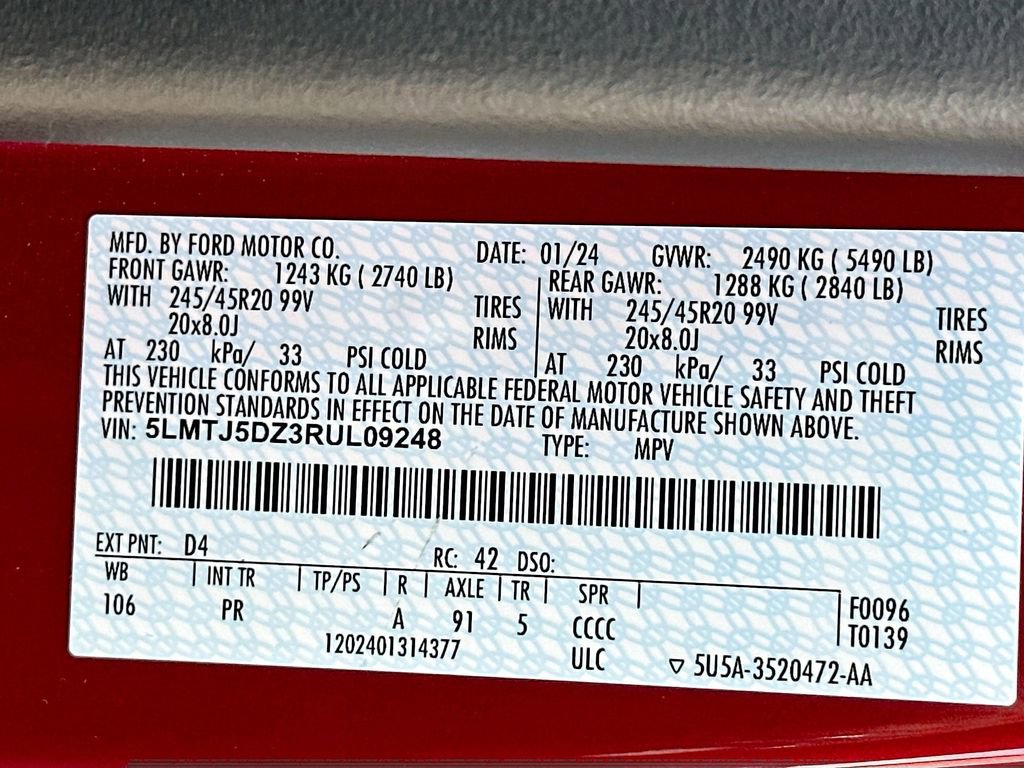 MFD. BY FORD MOTOR CO. DATE: 01/24 GVWR: 2490 KG ( 5490 LB)
FRONT GAWR: 1243 KG ( 2740 LB) REAR GAWR: 1288 KG ( 2840 LB)
WITH 245/45R20 99V TIRES WITH 245/45R20 99V TIRES
20x8.0J RIMS 20x8.0J RIMS
AT 230 kPa/ 33 PSI COLD AT 230 kPa/ 33 PSI COLD
THIS VEHICLE CONFORMS TO ALL APPLICABLE FEDERAL MOTOR VEHICLE SAFETY AND THEFT
PREVENTION STANDARDS IN EFFECT ON THE DATE OF MANUFACTURE SHOWN ABOVE.
VIN: 5LMTJ5DZ3RUL09248 TYPE: MPV
EXT PNT: D4 RC: 42 DSO:
WB INT TR TP/PS R AXLE TR SPR F0096
106 PR A 91 5 CCCC T0139
1202401314377 ULC ▽ 5U5A-3520472-AA